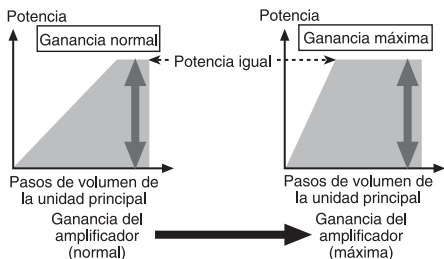 Potencia
Ganancia normal
Potencia igual
Pasos de volumen de
la unidad principal
Potencia
Ganancia máxima
Pasos de volumen de
la unidad principal
Ganancia del
amplificador
(normal)
Ganancia del
amplificador
(máxima)